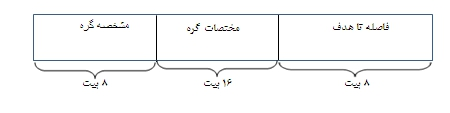 فاصله تا هدف
مختصات گره
مشخصه گره
۸ بیت
۱۶ بیت
۸ بیت